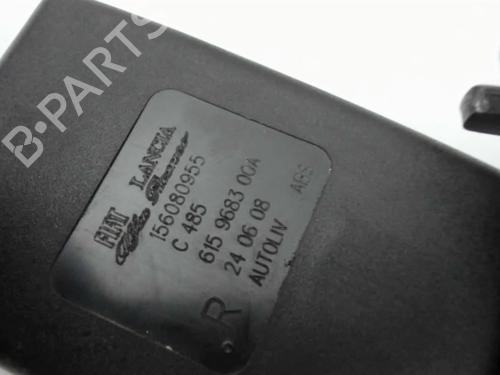 FIAT LANCIA
Alfa Romeo
156080955
C 485
615 9683 00A
24 06 08
AUTOLIV ABS
R
B-PARTS